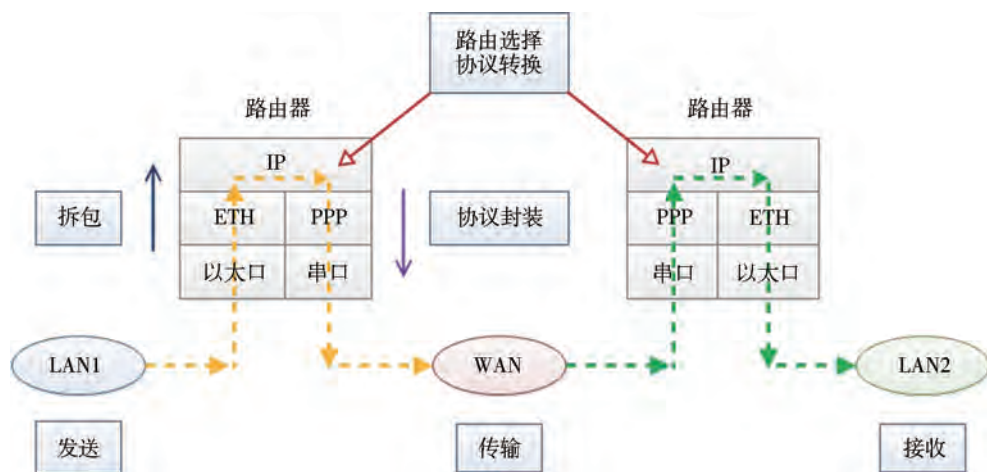 路由选择
协议转换
路由器
路由器
IP
IP
拆包
ETH
PPP
协议封装
PPP
ETH
以太口
串口
串口
以太口
LAN1
WAN
LAN2
发送
传输
接收